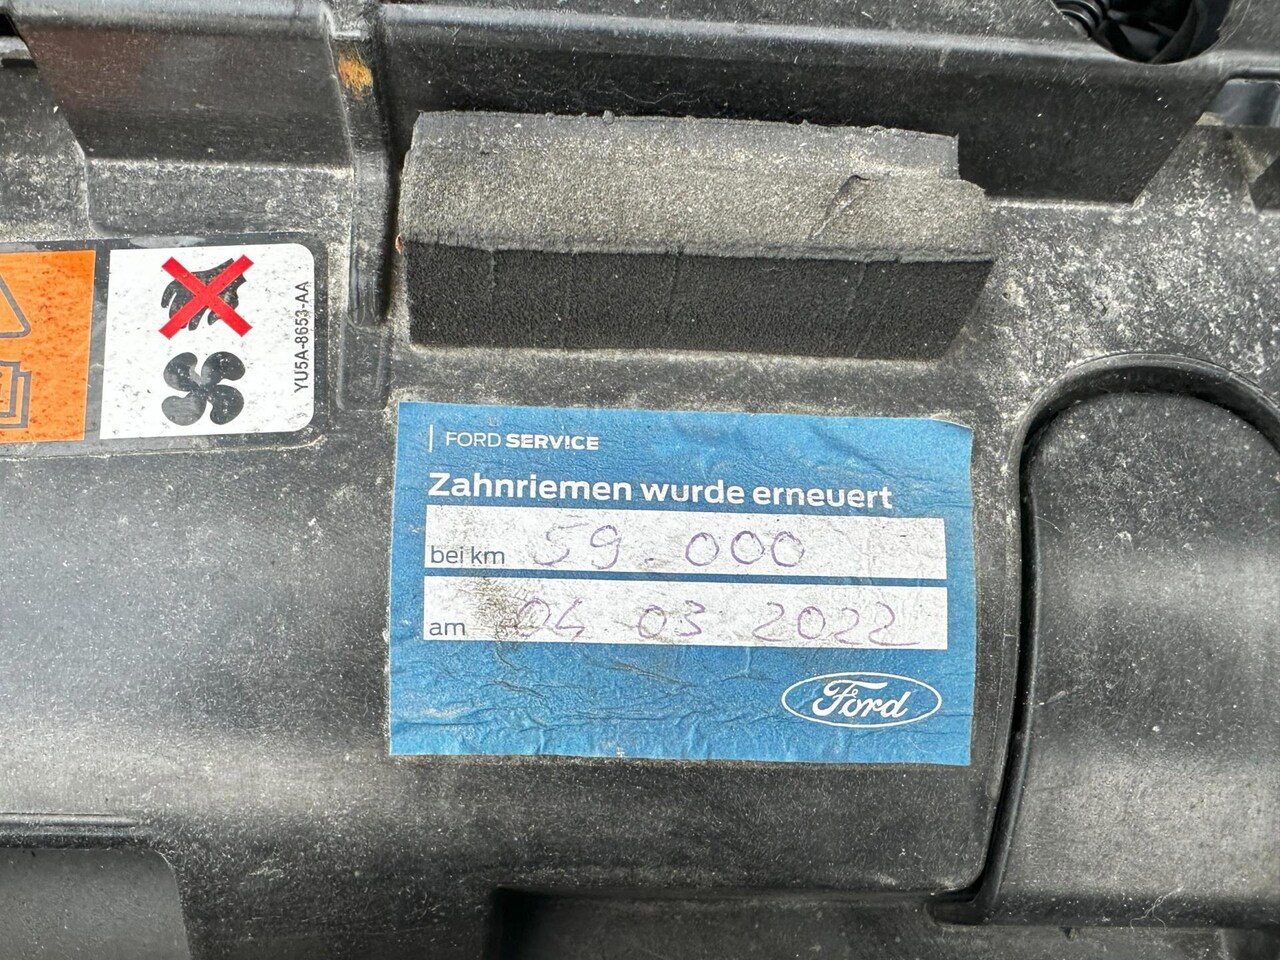 YU5A-8653-AA
FORD SERVICE
Zahnriemen wurde erneuert
bei km 59.000
am 04 03 2022
Ford